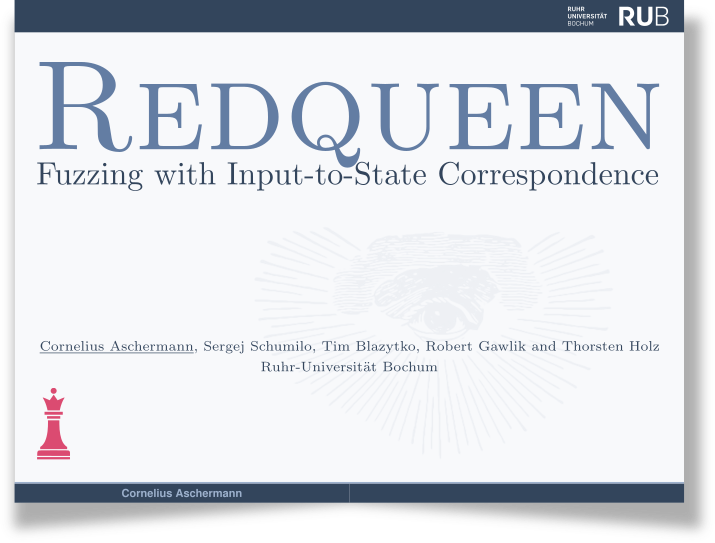 RUHR
UNIVERSITÄT
BOCHUM
RUB
REDQUEEN
Fuzzing with Input-to-State Correspondence
Cornelius Aschermann, Sergej Schumilo, Tim Blazytko, Robert Gawlik and Thorsten Holz
Ruhr-Universität Bochum
Cornelius Aschermann